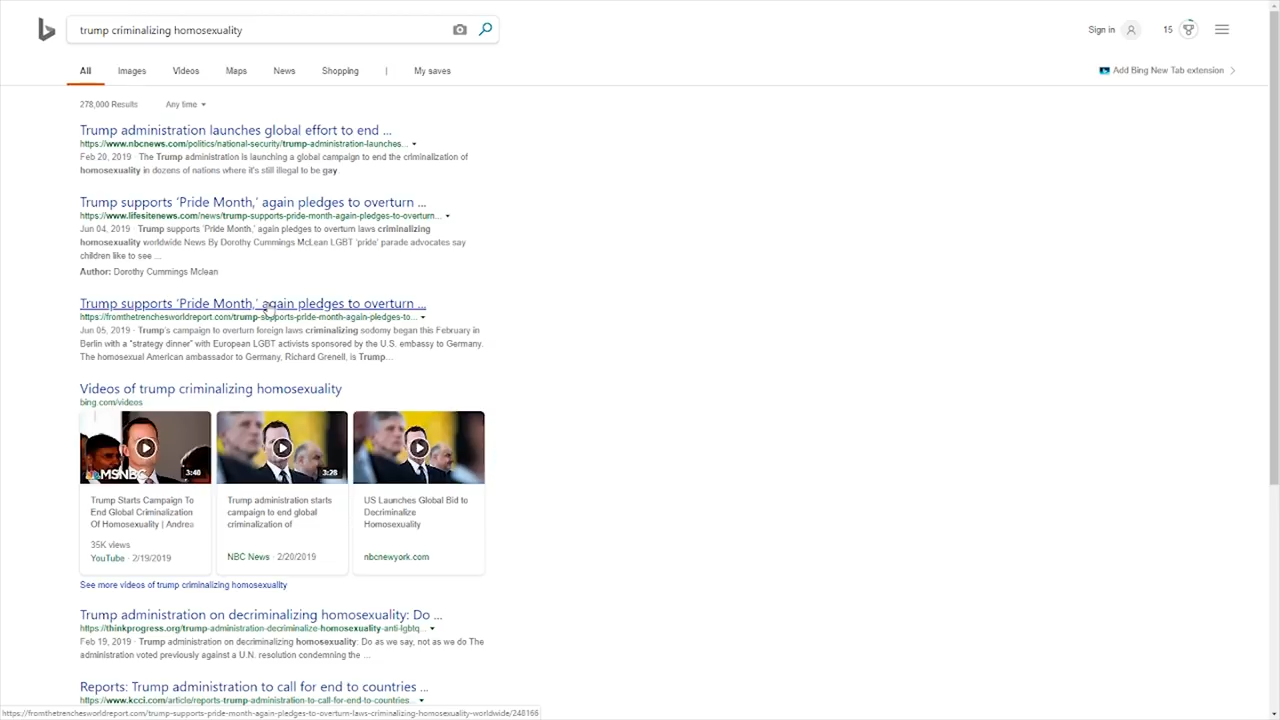 trump criminalizing homosexuality
Sign in
15
All Images Videos Maps News Shopping | My saves
Add Bing New Tab extension
278,000 Results Any time
Trump administration launches global effort to end ...
https://www.nbcnews.com/politics/national-security/trump-administration-launches...
Feb 20, 2019 · The Trump administration is launching a global campaign to end the criminalization of
homosexuality in dozens of nations where it's still illegal to be gay
Trump supports 'Pride Month,' again pledges to overturn ...
https://www.lifesitenews.com/news/trump-supports-pride-month-again-pledges-to-overturn...
Jun 04, 2019 · Trump supports 'Pride Month,' again pledges to overturn laws criminalizing
homosexuality worldwide News By Dorothy Cummings McLean LGBT 'pride' parade advocates say
children like to see ...
Author: Dorothy Cummings Mclean
Trump supports 'Pride Month,' again pledges to overturn ...
https://fromthetrenchesworldreport.com/trump-supports-pride-month-again-pledges-to...
Jun 05, 2019 · Trump's campaign to overturn foreign laws criminalizing sodomy began this February in
Berlin with a "strategy dinner" with European LGBT activists sponsored by the U.S. embassy to Germany.
The homosexual American ambassador to Germany, Richard Grenell, is Trump...
Videos of trump criminalizing homosexuality
bing.com/videos
MSNBC 3:48
3:28
Trump Starts Campaign To
End Global Criminalization
Of Homosexuality | Andrea
35K views
YouTube · 2/19/2019
Trump administration starts
campaign to end global
criminalization of
NBC News · 2/20/2019
US Launches Global Bid to
Decriminalize
Homosexuality
nbcnewyork.com
See more videos of trump criminalizing homosexuality
Trump administration on decriminalizing homosexuality: Do ...
https://thinkprogress.org/trump-administration-decriminalize-homosexuality-anti-lgbtq...
Feb 19, 2019 · Trump administration on decriminalizing homosexuality: Do as we say, not as we do The
administration voted previously against a U.N. resolution condemning the ...
Reports: Trump administration to call for end to countries ...
https://www.kcci.com/article/reports-trump-administration-to-call-for-end-to-countries...
https://fromthetrenchesworldreport.com/trump-supports-pride-month-again-pledges-to-overturn-laws-criminalizing-homosexuality-worldwide/248166